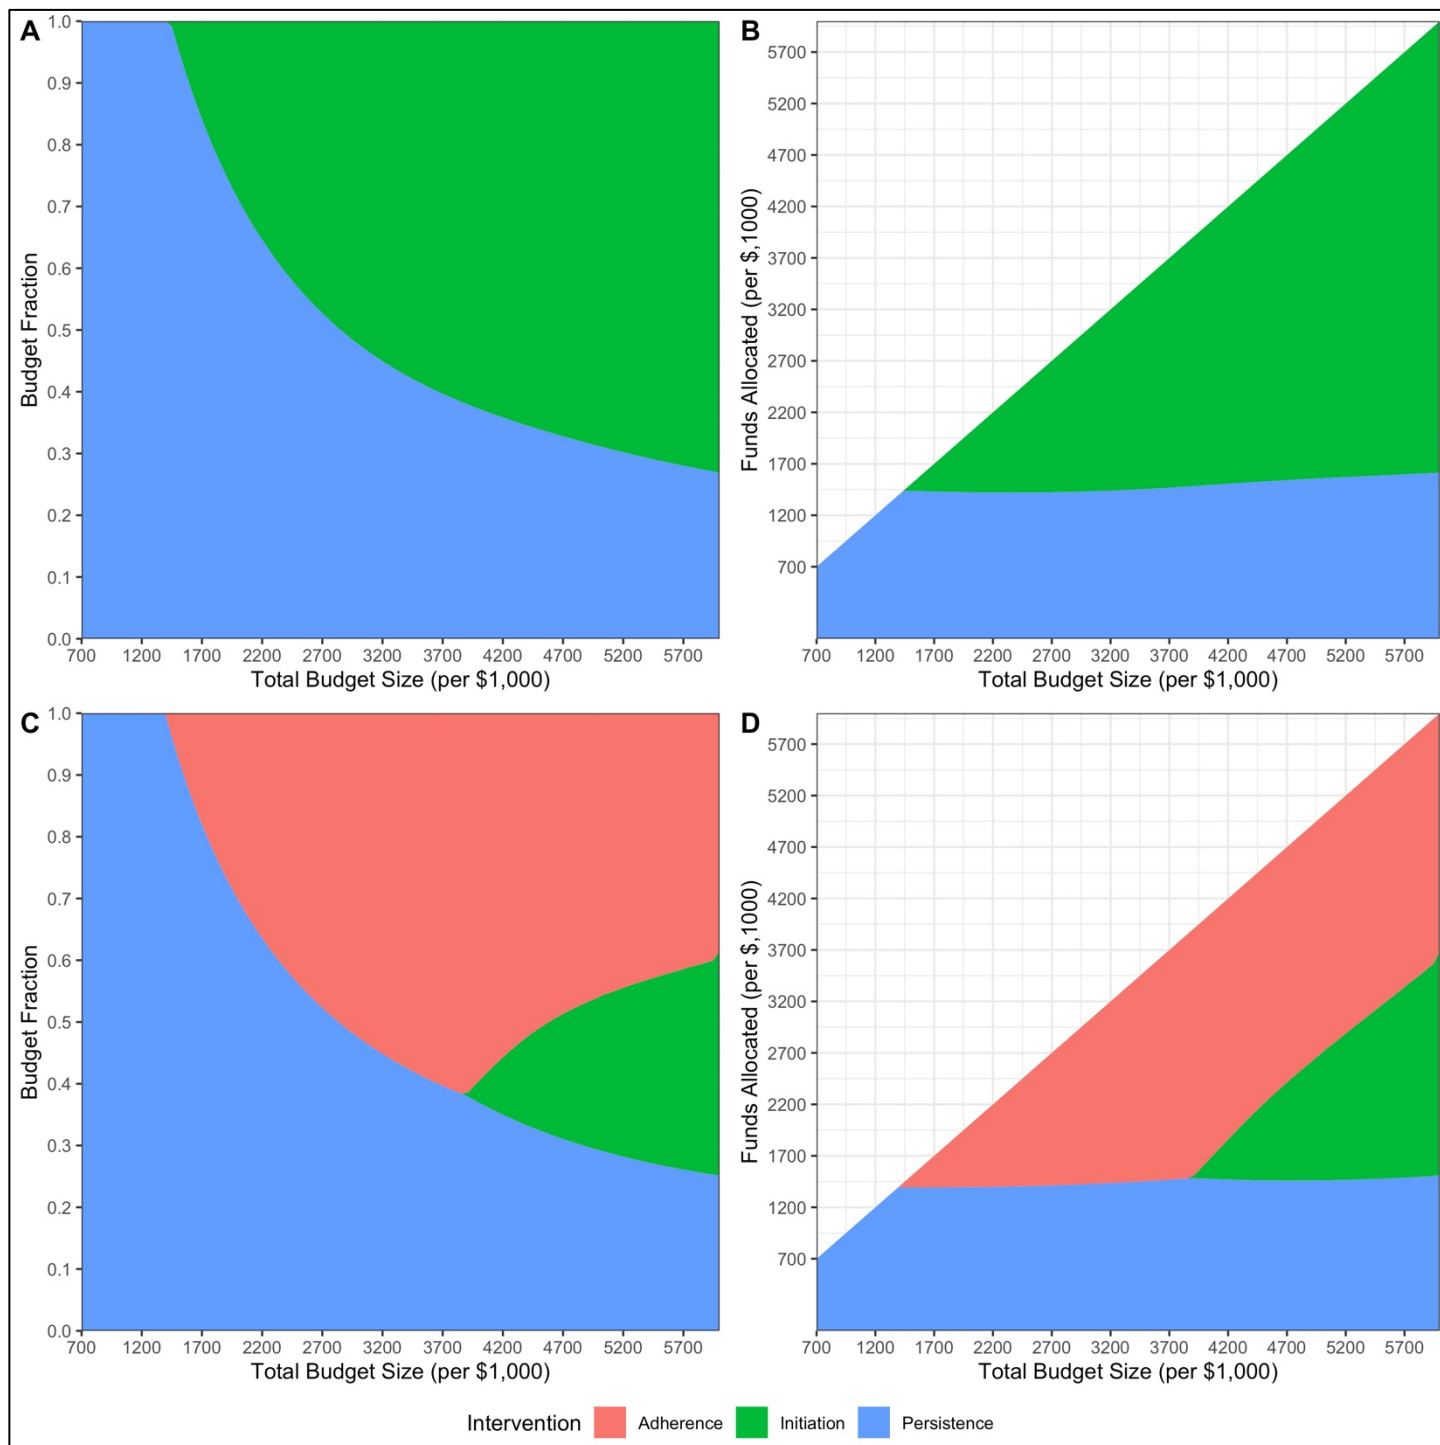 A
Budget Fraction
1.0
0.9
0.8
0.7
0.6
0.5
0.4
0.3
0.2
0.1
0.0
700 1200 1700 2200 2700 3200 3700 4200 4700 5200 5700
Total Budget Size (per $1,000)
B
Funds Allocated (per $,1000)
5700
5200
4700
4200
3700
3200
2700
2200
1700
1200
700
700 1200 1700 2200 2700 3200 3700 4200 4700 5200 5700
Total Budget Size (per $1,000)
C
Budget Fraction
1.0
0.9
0.8
0.7
0.6
0.5
0.4
0.3
0.2
0.1
0.0
700 1200 1700 2200 2700 3200 3700 4200 4700 5200 5700
Total Budget Size (per $1,000)
D
Funds Allocated (per $,1000)
5700
5200
4700
4200
3700
3200
2700
2200
1700
1200
700
700 1200 1700 2200 2700 3200 3700 4200 4700 5200 5700
Total Budget Size (per $1,000)
Intervention Adherence Initiation Persistence